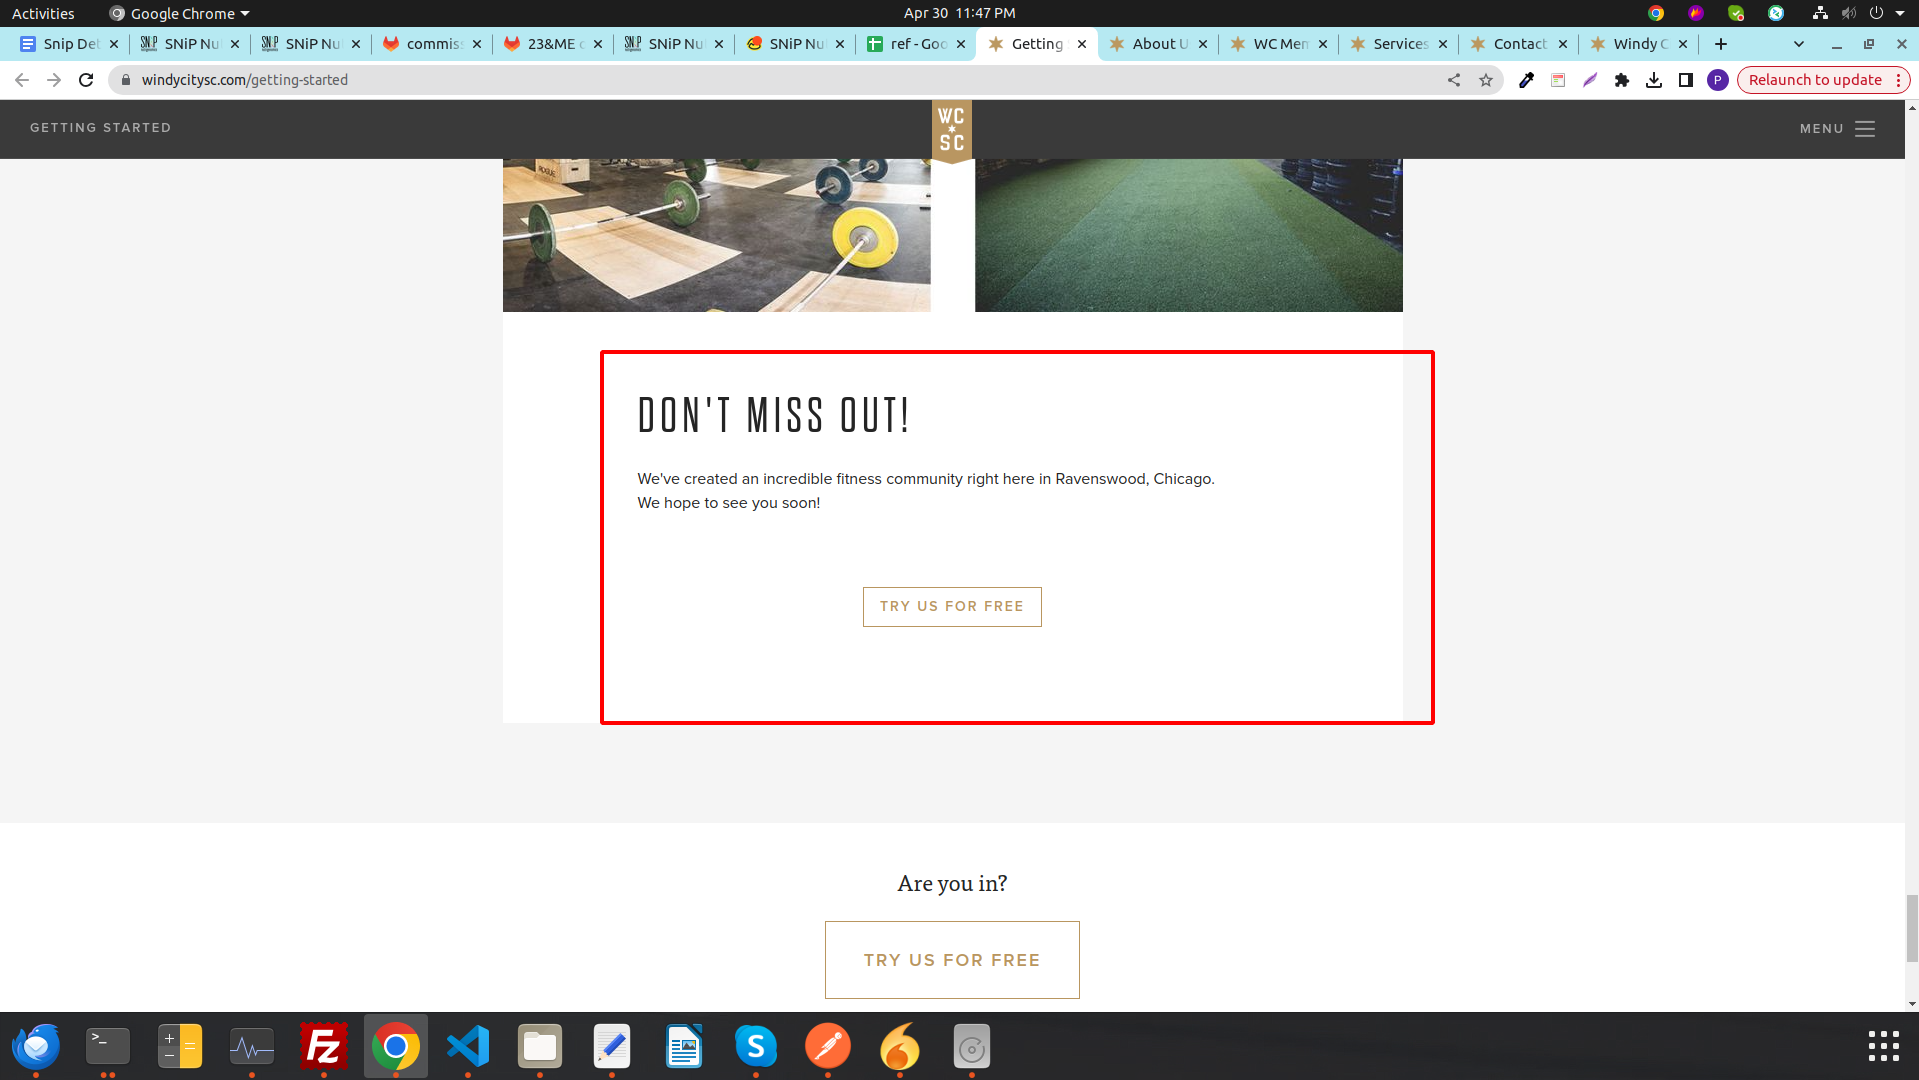 Activities
Google Chrome
Apr 30 11:47 PM
Snip Det
SNiP Nu
SNiP Nu
commiss
23&ME c
SNiP Nu
SNiP Nu
ref - Goo
Getting
About U
WC Mem
Services
Contact
Windy C
windycitysc.com/getting-started
P
Relaunch to update
GETTING STARTED
WC
SC
MENU
ROGUE
DON'T MISS OUT!
We've created an incredible fitness community right here in Ravenswood, Chicago.
We hope to see you soon!
TRY US FOR FREE
Are you in?
TRY US FOR FREE